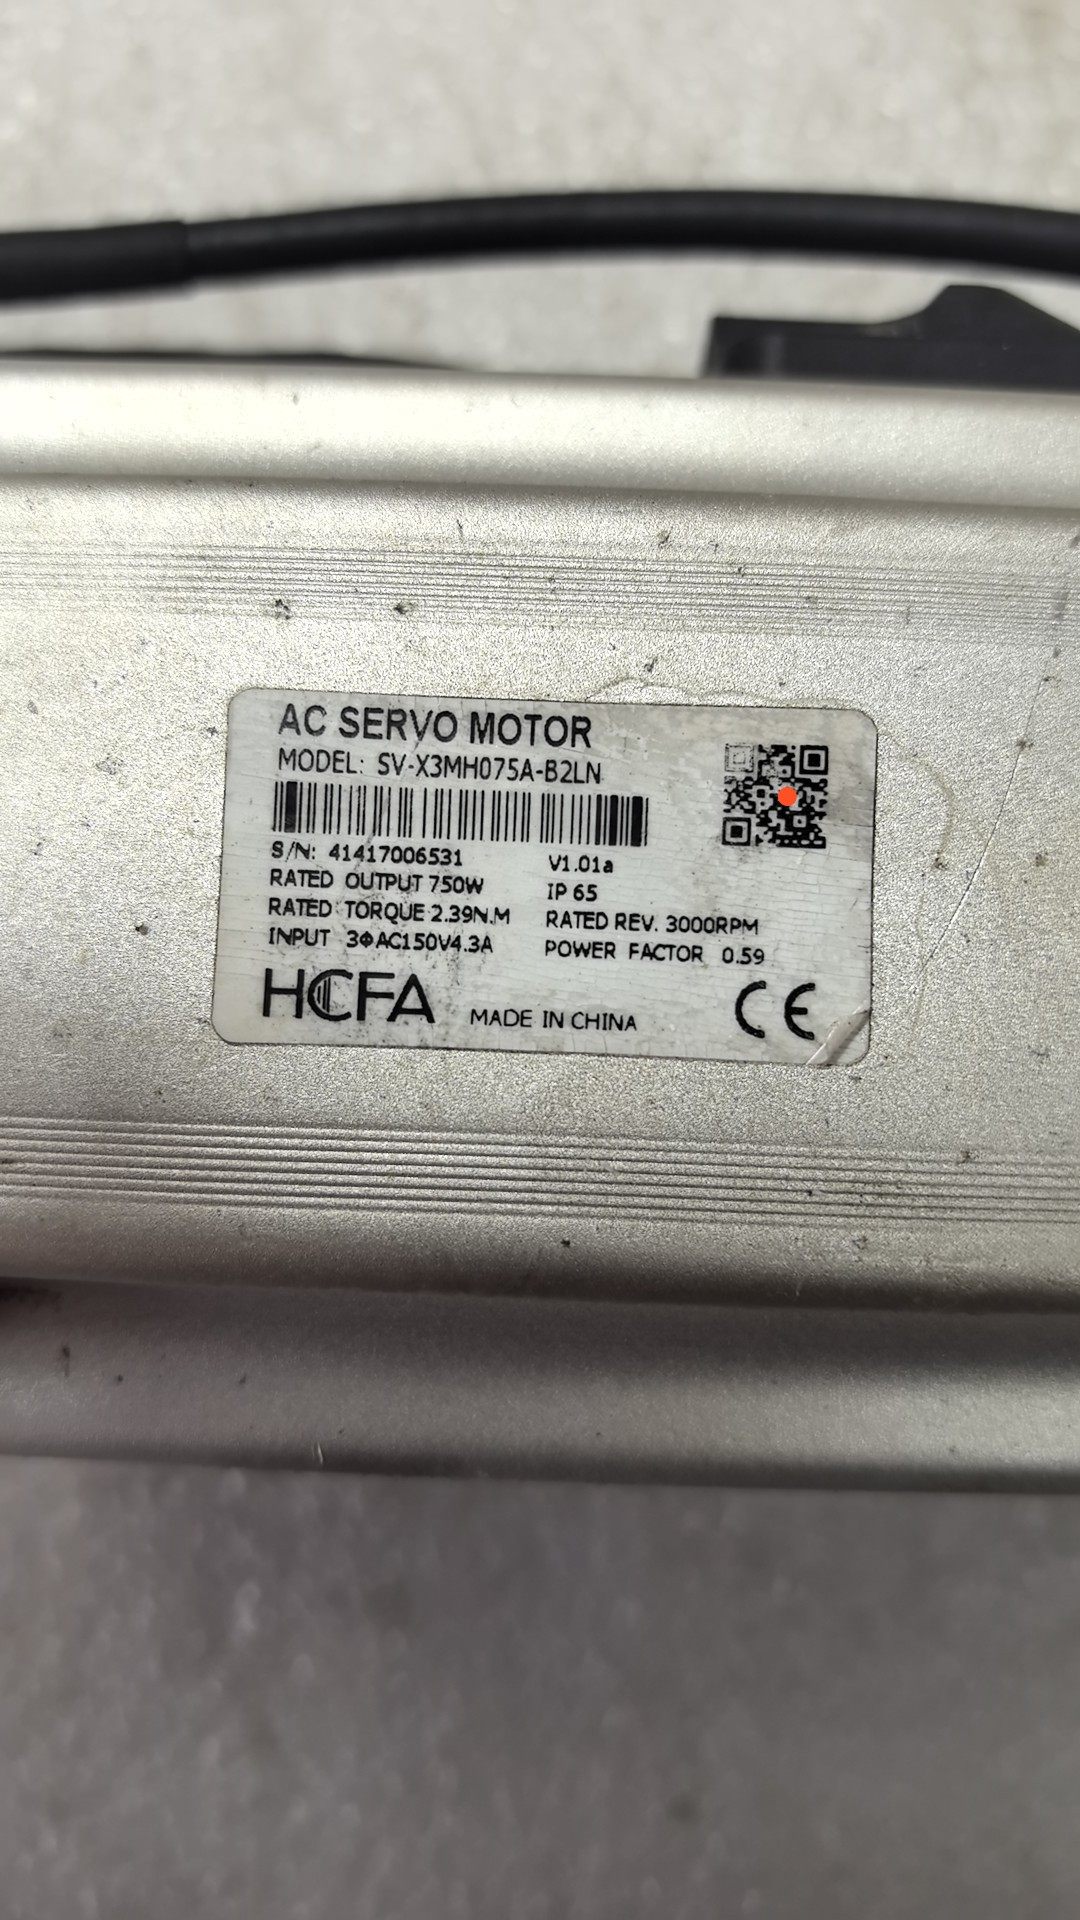 AC SERVO MOTOR
MODEL: SV-X3MH075A-B2LN
S/N: 41417006531 V1.01a
RATED OUTPUT 750W IP 65
RATED TORQUE 2.39N.M RATED REV. 3000RPM
INPUT 3ΦAC150V4.3A POWER FACTOR 0.59
HCFA MADE IN CHINA CE